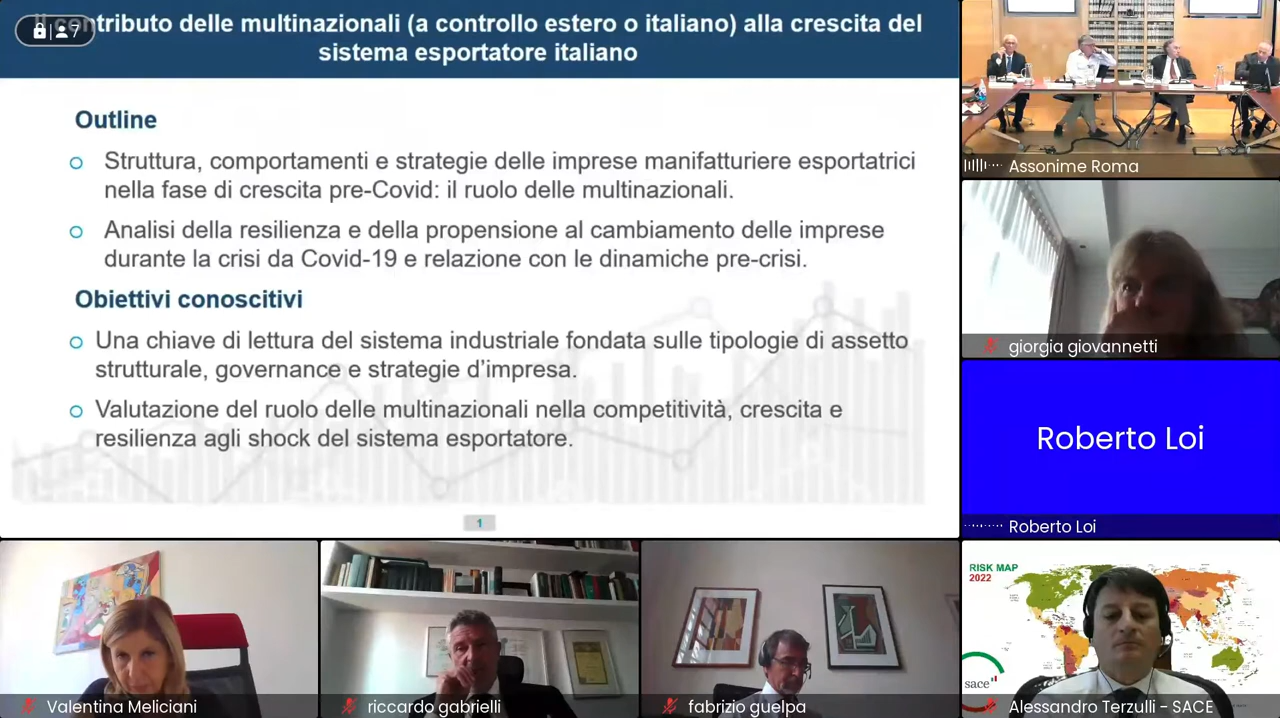 Il contributo delle multinazionali (a controllo estero o italiano) alla crescita del
sistema esportatore italiano
7
Outline
Struttura, comportamenti e strategie delle imprese manifatturiere esportatrici
nella fase di crescita pre-Covid: il ruolo delle multinazionali.
Analisi della resilienza e della propensione al cambiamento delle imprese
durante la crisi da Covid-19 e relazione con le dinamiche pre-crisi.
Obiettivi conoscitivi
Una chiave di lettura del sistema industriale fondata sulle tipologie di assetto
strutturale, governance e strategie d'impresa.
Valutazione del ruolo delle multinazionali nella competitività, crescita e
resilienza agli shock del sistema esportatore.
1
Assonime Roma
giorgia giovannetti
Roberto Loi
Roberto Loi
Valentina Meliciani
riccardo gabrielli
fabrizio guelpa
RISK MAP
2022
sace
Alessandro Terzulli - SACE